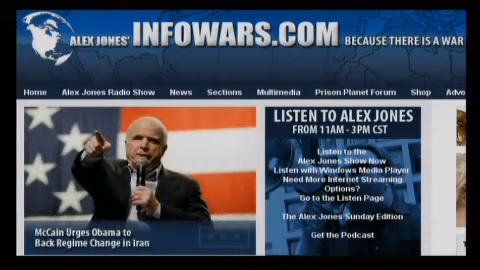 ALEX JONES' INFOWARS.COM BECAUSE THERE IS A WAR
Home Alex Jones Radio Show News Sections Multimedia Prison Planet Forum Shop Adve
LISTEN TO ALEX JONES
FROM 11AM - 3PM CST
Listen to the
Alex Jones Show Now
Listen with Windows Media Player
Need More Internet Streaming
Options?
Go to the Listen Page
The Alex Jones Sunday Edition
Get the Podcast
McCain Urges Obama to
Back Regime Change in Iran